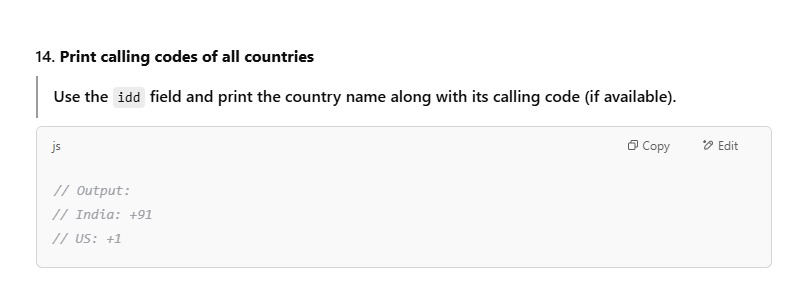 14. Print calling codes of all countries
Use the idd field and print the country name along with its calling code (if available).
js
Copy
Edit
// Output:
// India: +91
// US: +1